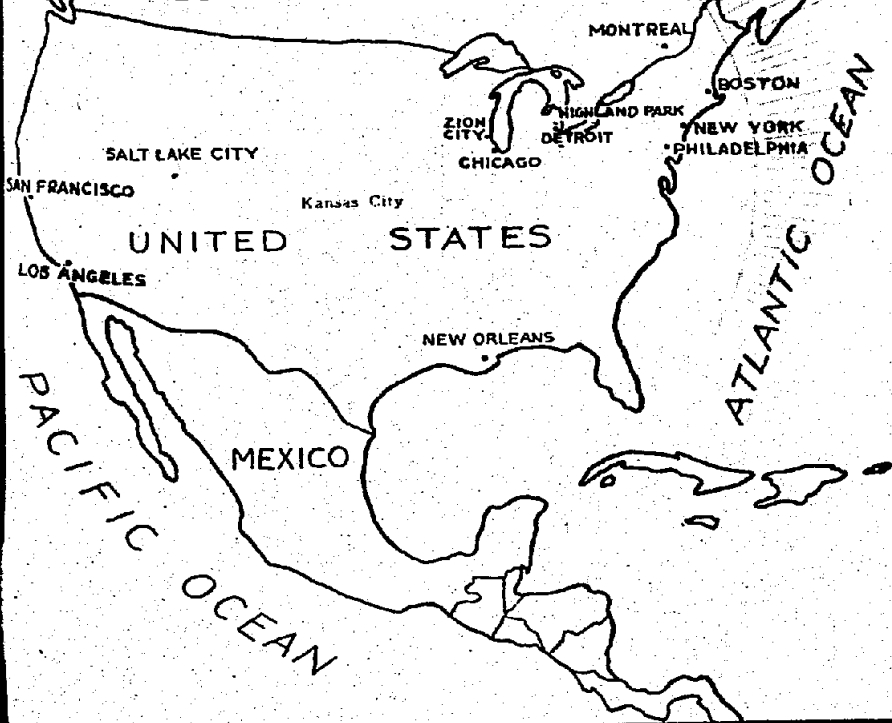 MONTREAL
BOSTON
HIGHLAND PARK
ZION
CITY
DETROIT
NEW YORK
CHICAGO
PHILADELPHIA
SALT LAKE CITY
SAN FRANCISCO
Kansas City
UNITED STATES
LOS ANGELES
ATLANTIC OCEAN
NEW ORLEANS
MEXICO
PACIFIC OCEAN